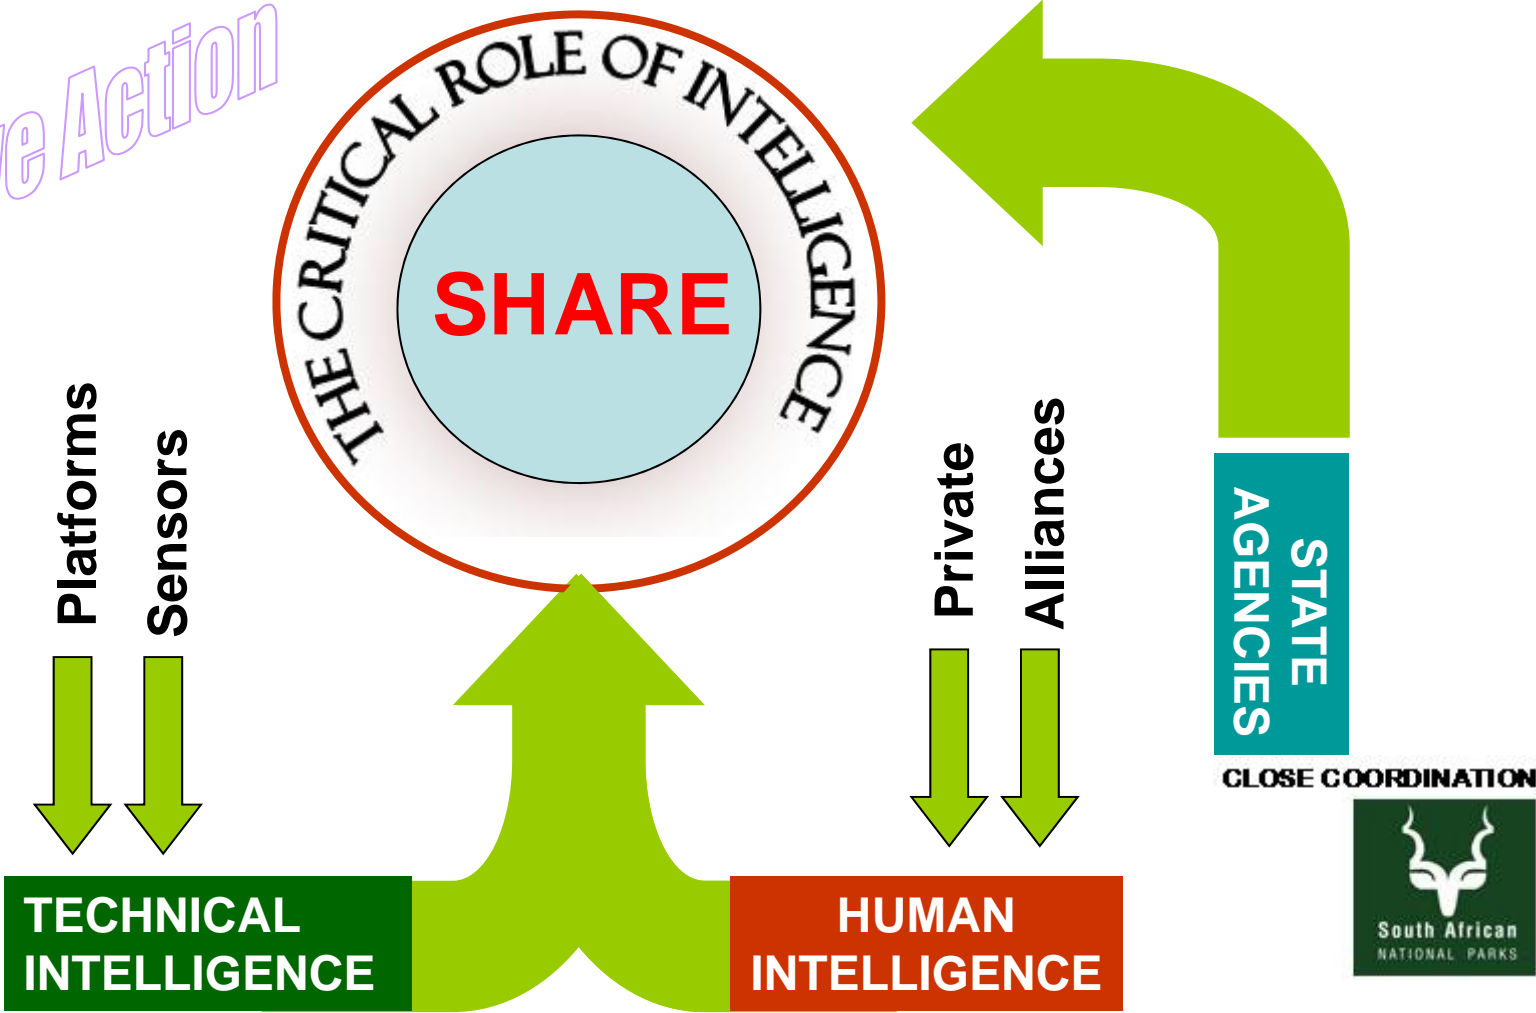 Action
THE CRITICAL ROLE OF INTELLIGENCE
SHARE
Platforms
Sensors
Private
Alliances
STATE
AGENCIES
CLOSE COORDINATION
South African
NATIONAL PARKS
TECHNICAL
INTELLIGENCE
HUMAN
INTELLIGENCE